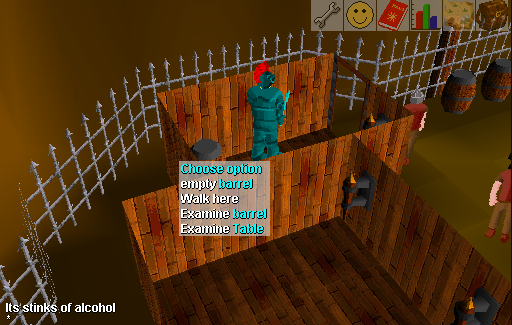 Choose option
empty barrel
Walk here
Examine barrel
Examine Table
Its stinks of alcohol
*